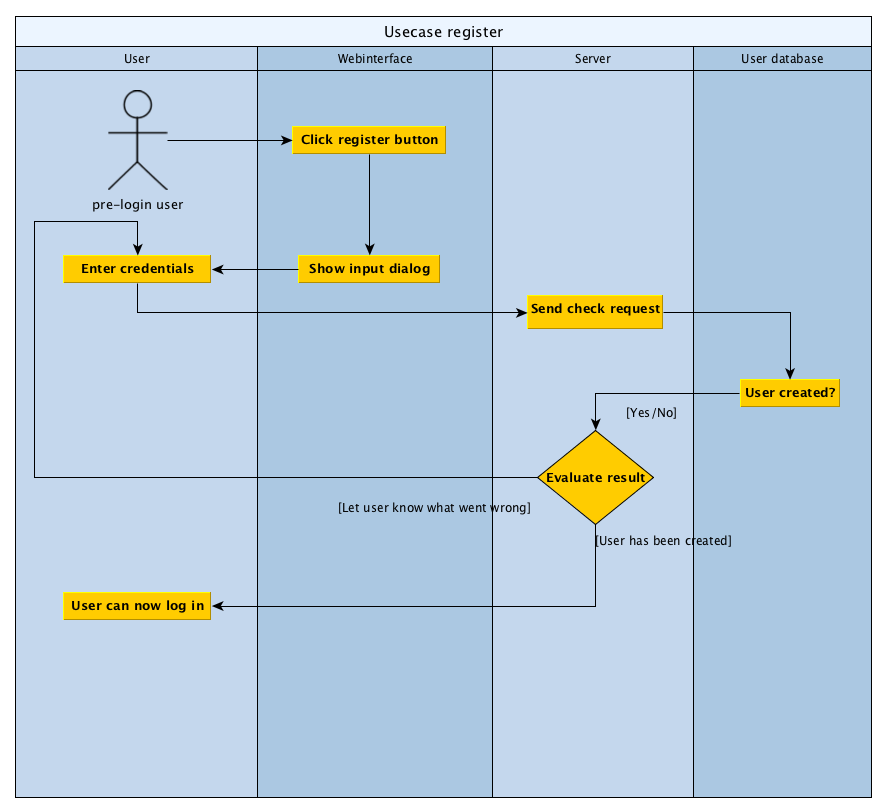 Usecase register
User
Webinterface
Server
User database
Click register button
pre-login user
Enter credentials
Show input dialog
Send check request
User created?
[Yes/No]
Evaluate result
[Let user know what went wrong]
[User has been created]
User can now log in